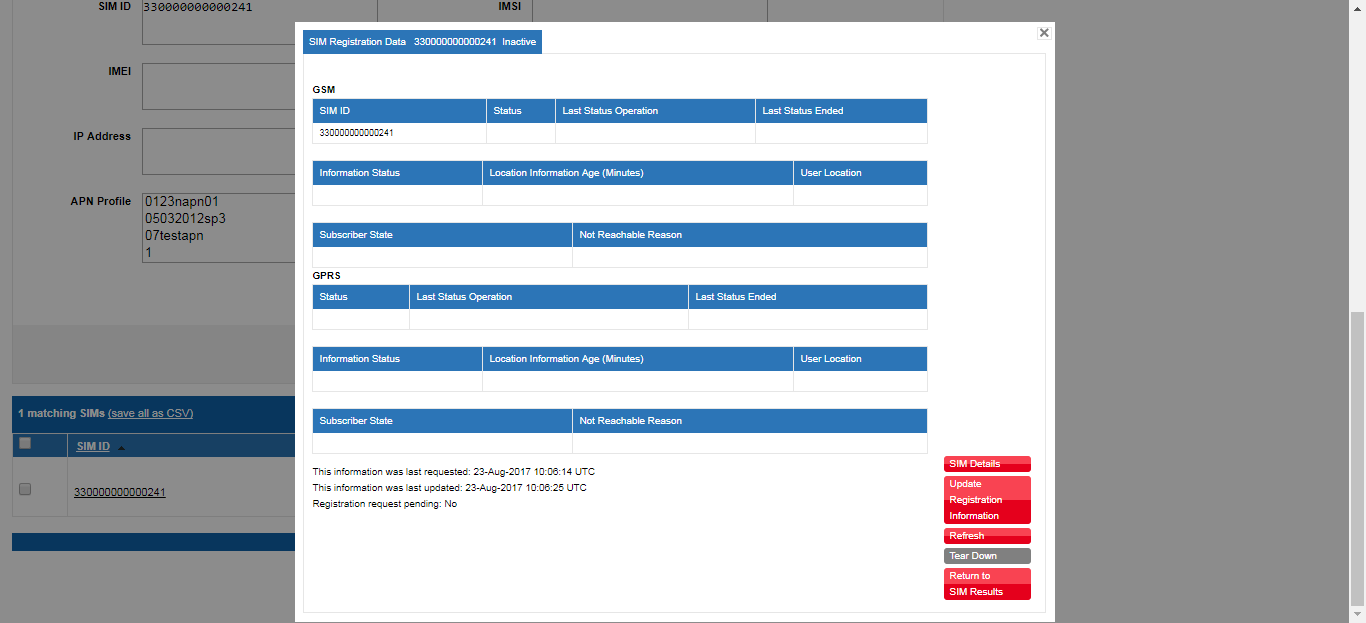 SIM ID
330000000000241
IMSI
IMEI
IP Address
APN Profile
0123napn01
05032012sp3
07testapn
1
1 matching SIMs (save all as CSV)
SIM ID
330000000000241
SIM Registration Data 330000000000241 Inactive
GSM
SIM ID Status Last Status Operation Last Status Ended
330000000000241
Information Status Location Information Age (Minutes) User Location
Subscriber State Not Reachable Reason
GPRS
Status Last Status Operation Last Status Ended
Information Status Location Information Age (Minutes) User Location
Subscriber State Not Reachable Reason
This information was last requested: 23-Aug-2017 10:06:14 UTC
This information was last updated: 23-Aug-2017 10:06:25 UTC
Registration request pending: No
SIM Details
Update
Registration
Information
Refresh
Tear Down
Return to
SIM Results